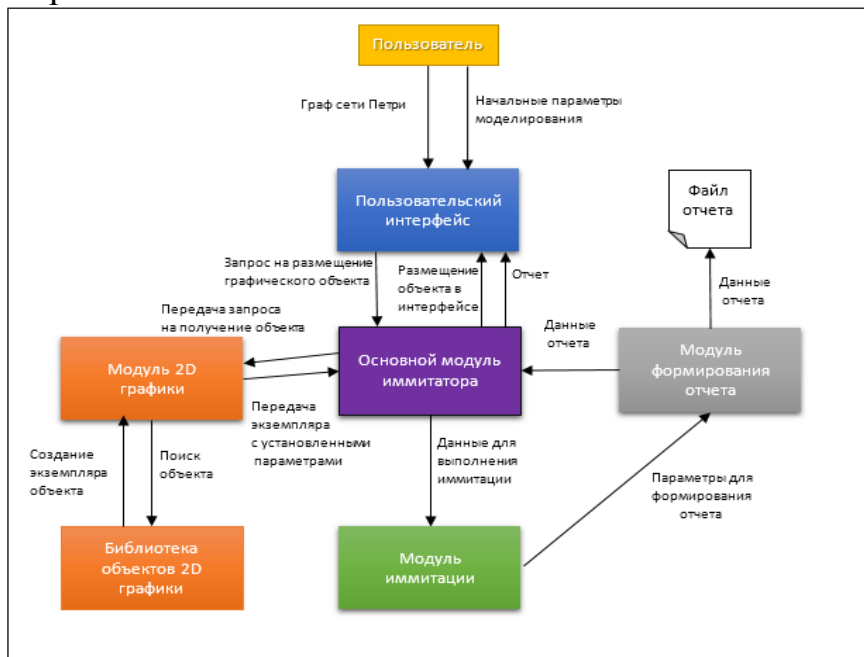 Пользователь
Граф сети Петри
Начальные параметры
моделирования
Пользовательский
интерфейс
Файл
отчета
Запрос на размещение
графического объекта
Размещение
объекта в
интерфейсе
Отчет
Данные
отчета
Передача запроса
на получение объекта
Данные
отчета
Модуль 2D
графики
Основной модуль
иммитатора
Модуль
формирования
отчета
Передача
экземпляра
с установленными
параметрами
Создание
экземпляра
объекта
Поиск
объекта
Данные для
выполнения
иммитации
Параметры для
формирования
отчета
Библиотека
объектов 2D
графики
Модуль
иммитации